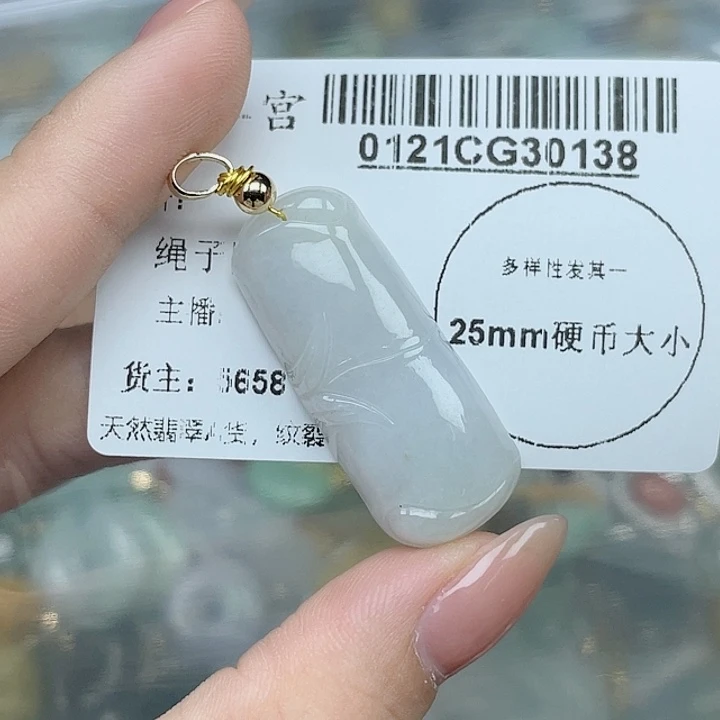 宫
0121CG30138
绳子
多样性发其一
主播
25mm硬币大小
货主: 5658
天然翡翠A货, 纹裂